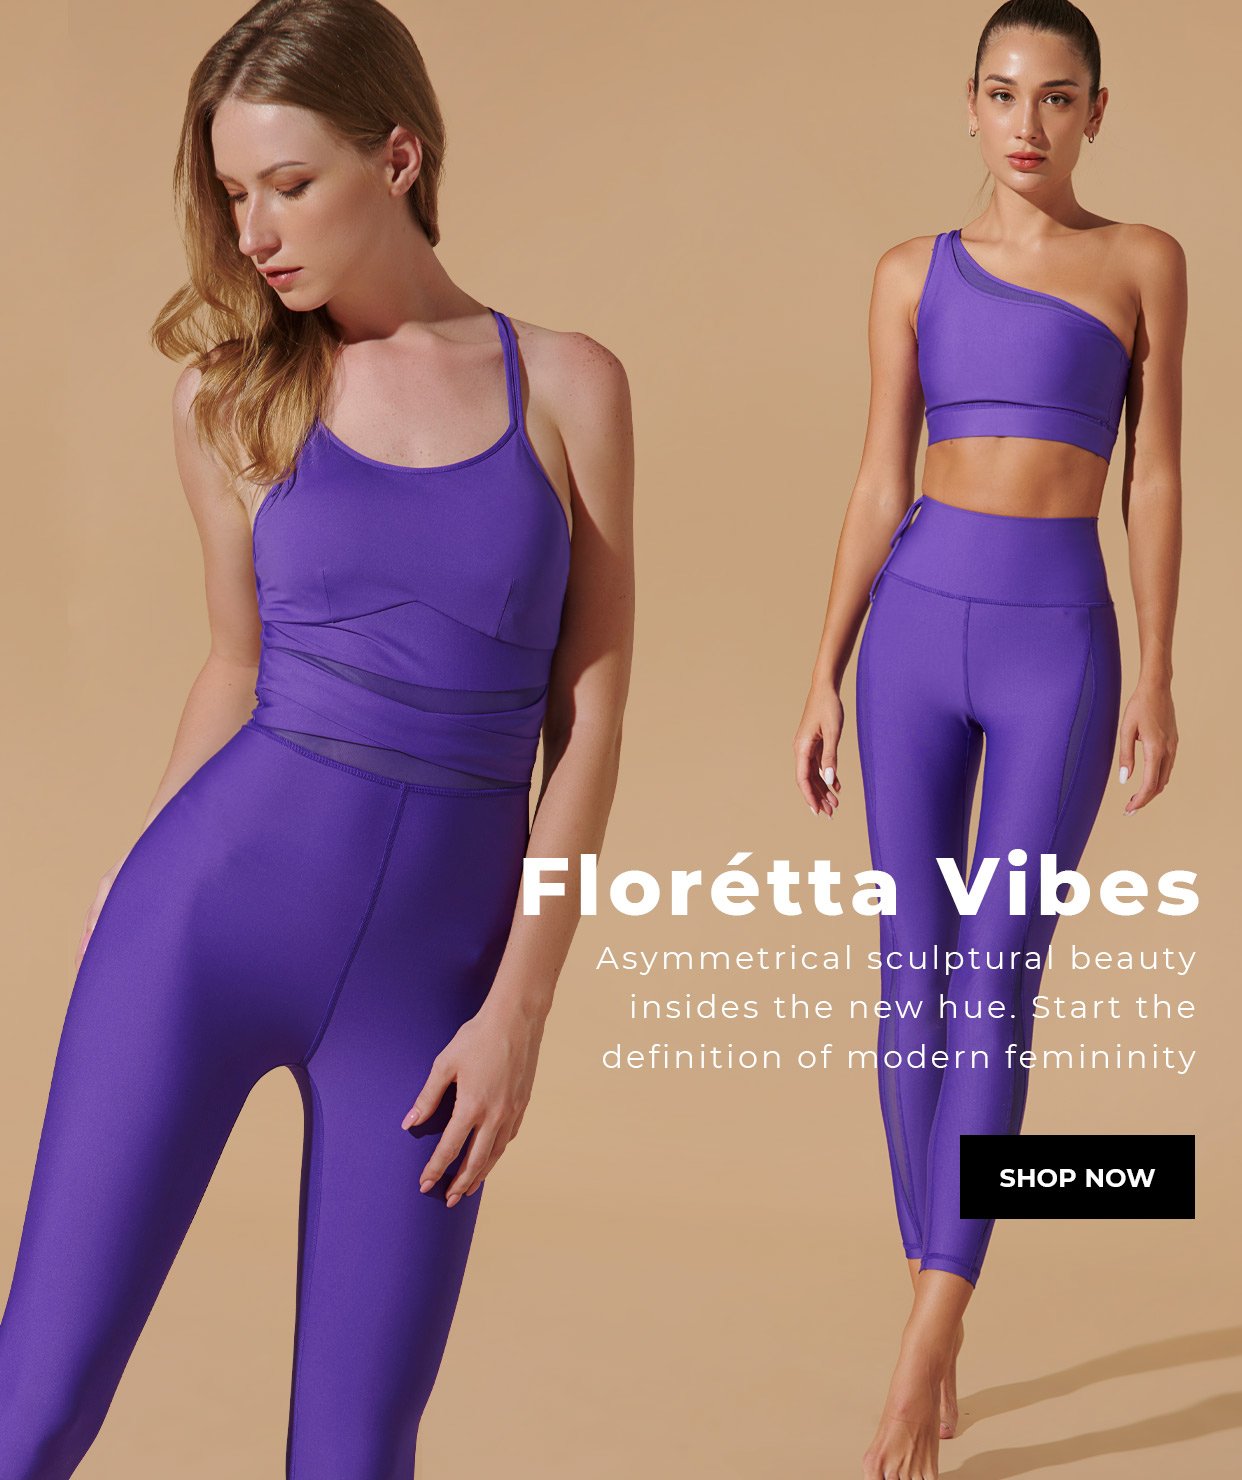 Florétta Vibes
Asymmetrical sculptural beauty
insides the new hue. Start the
definition of modern femininity
SHOP NOW